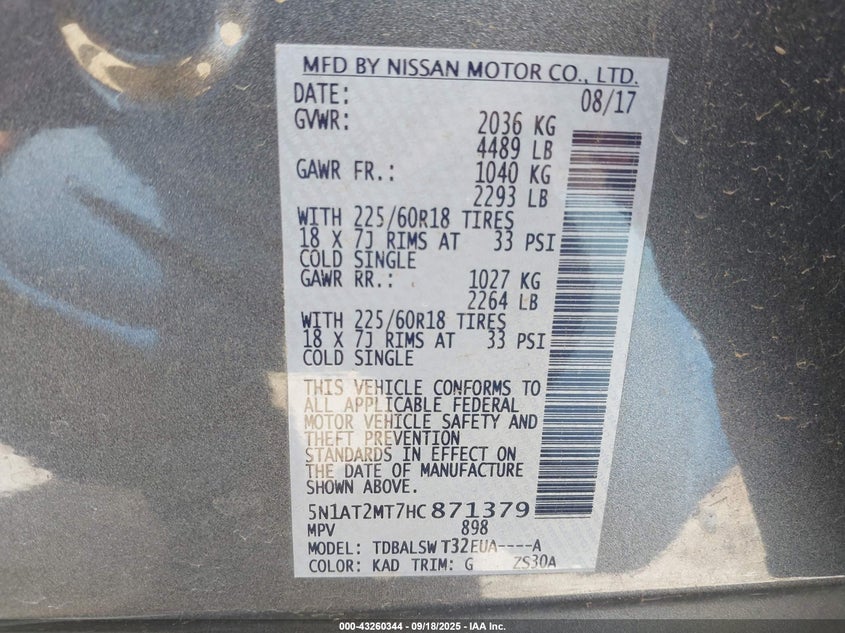 MFD BY NISSAN MOTOR CO., LTD.
DATE: 08/17
GVWR: 2036 KG
4489 LB
GAWR FR.: 1040 KG
2293 LB
WITH 225/60R18 TIRES
18 X 7J RIMS AT 33 PSI
COLD SINGLE
GAWR RR.: 1027 KG
2264 LB
WITH 225/60R18 TIRES
18 X 7J RIMS AT 33 PSI
COLD SINGLE
THIS VEHICLE CONFORMS TO
ALL APPLICABLE FEDERAL
MOTOR VEHICLE SAFETY AND
THEFT PREVENTION
STANDARDS IN EFFECT ON
THE DATE OF MANUFACTURE
SHOWN ABOVE.
5N1AT2MT7HC871379
MPV 898
MODEL: TDBALSW T32EUA----A
COLOR: KAD TRIM: G ZS30A
000-43260344 - 09/18/2025 - IAA Inc.